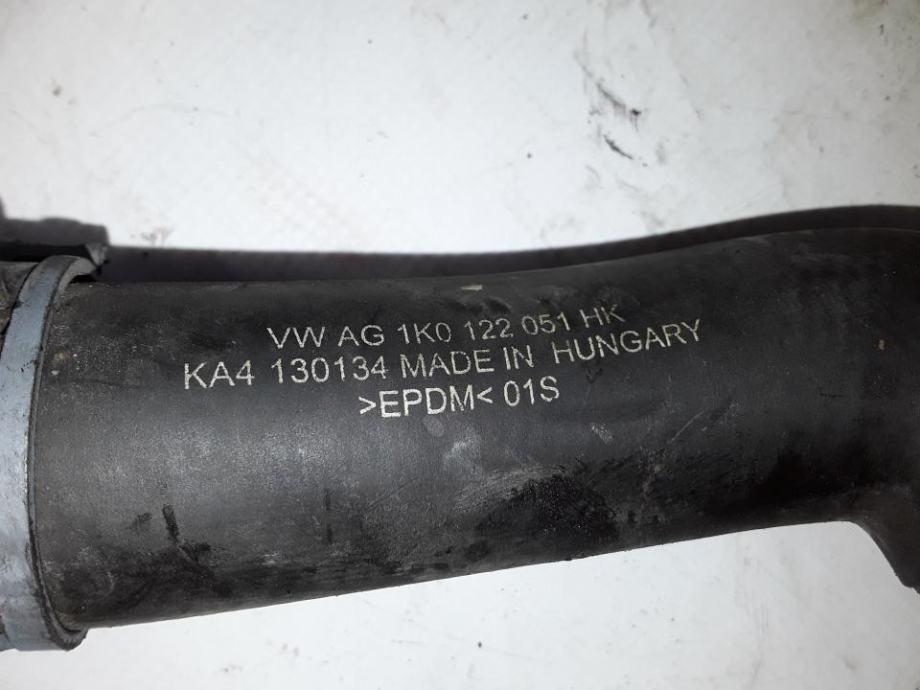 VW AG 1K0 122 051 HK
KA4 130134 MADE IN HUNGARY
>EPDM< 01S